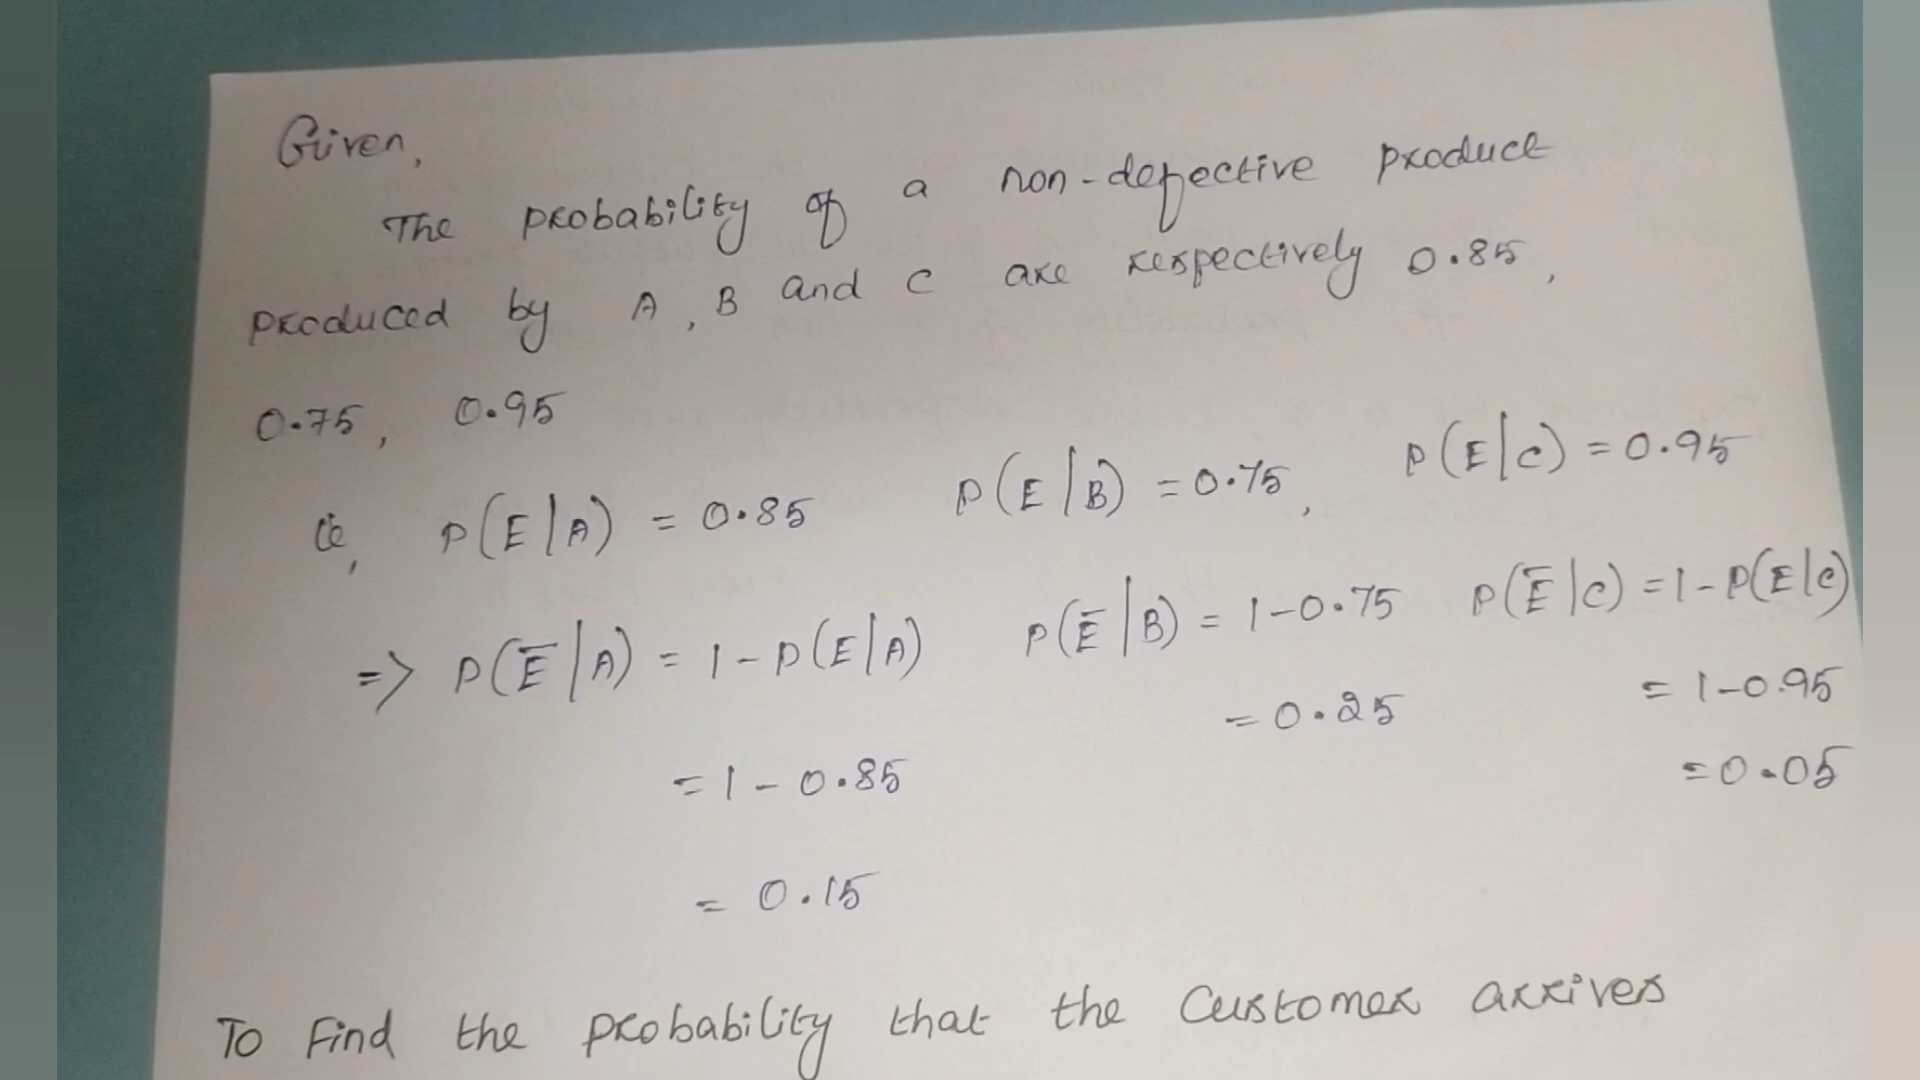 Given,
The probability of a non-defective produce
produced by A, B and C are respectively 0.85,
0.75, 0.95
ie, P(E|A) = 0.85 P(E|B) = 0.75, P(E|C) = 0.95
=> P(Ē|A) = 1-P(E|A) P(Ē|B) = 1-0.75 P(Ē|C) = 1-P(E|C)
= 1-0.85 = 0.25 = 1-0.95
= 0.15 = 0.05
To Find the probability that the Customer arrives